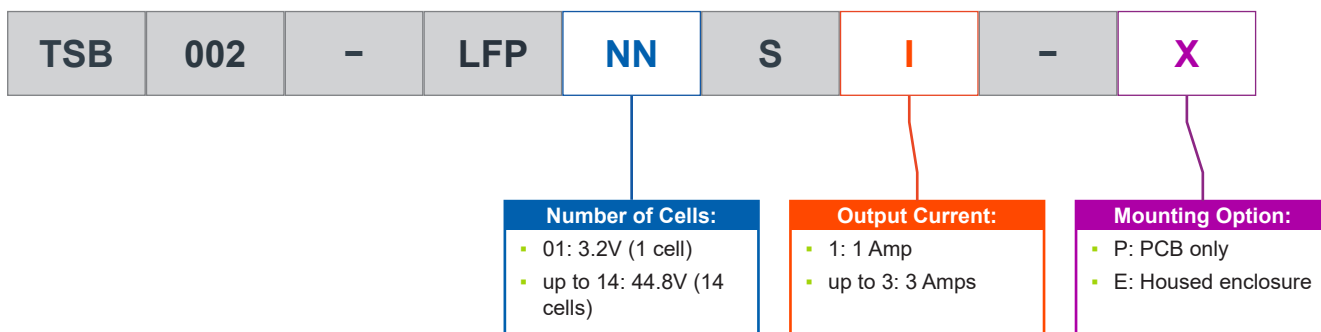 TSB 002 – LFP NN S I – X
Number of Cells:
▪ 01: 3.2V (1 cell)
▪ up to 14: 44.8V (14
cells)
Output Current:
▪ 1: 1 Amp
▪ up to 3: 3 Amps
Mounting Option:
▪ P: PCB only
▪ E: Housed enclosure